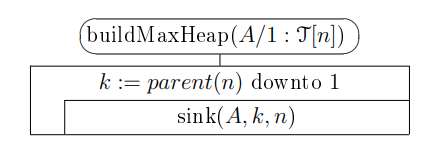 buildMaxHeap(A/1 : 𝒯[n])
k := parent(n) downto 1
sink(A, k, n)